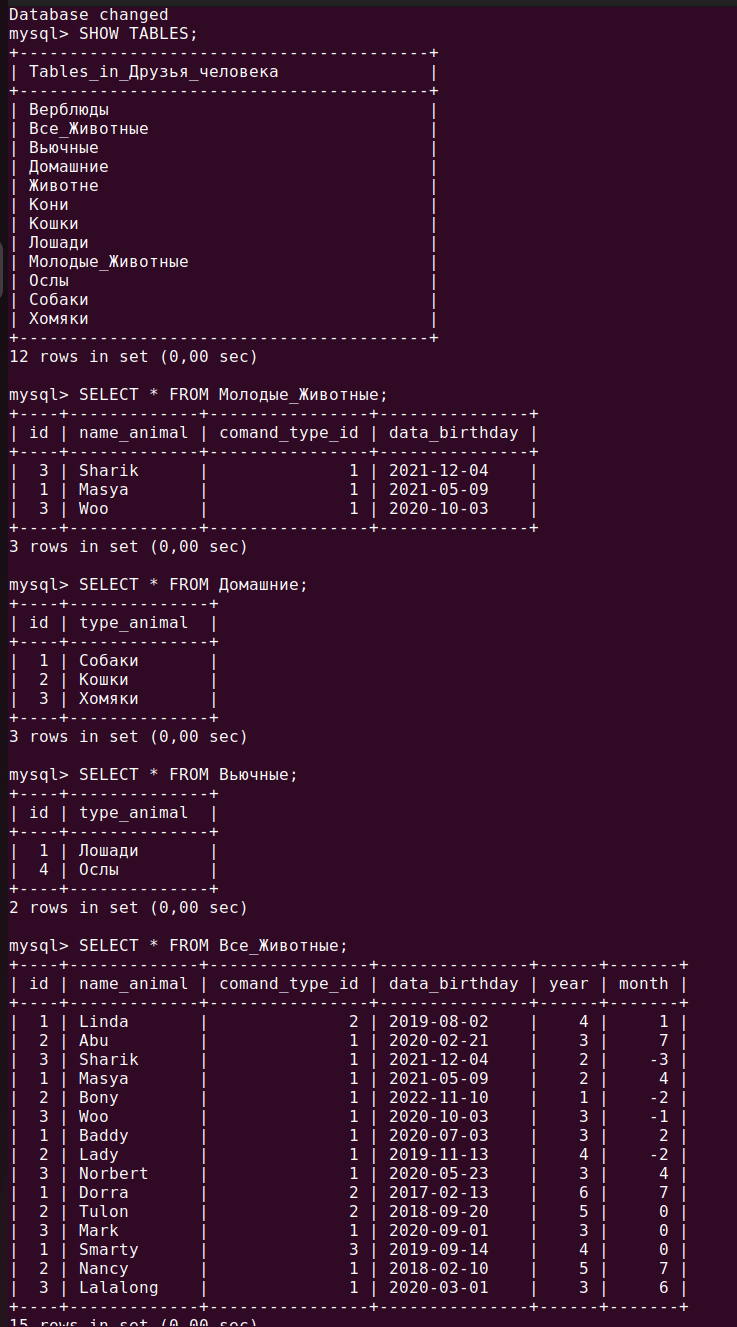 Database changed
mysql> SHOW TABLES;
+-----------------------------------------+
| Tables_in_Друзья_человека               |
+-----------------------------------------+
| Верблюды                                |
| Все_Животные                            |
| Вьючные                                 |
| Домашние                                |
| Животне                                 |
| Кони                                    |
| Кошки                                   |
| Лошади                                  |
| Молодые_Животные                        |
| Ослы                                    |
| Собаки                                  |
| Хомяки                                  |
+-----------------------------------------+
12 rows in set (0,00 sec)

mysql> SELECT * FROM Молодые_Животные;
+----+-------------+----------------+---------------+
| id | name_animal | comand_type_id | data_birthday |
+----+-------------+----------------+---------------+
|  3 | Sharik      |              1 | 2021-12-04    |
|  1 | Masya       |              1 | 2021-05-09    |
|  3 | Woo         |              1 | 2020-10-03    |
+----+-------------+----------------+---------------+
3 rows in set (0,00 sec)

mysql> SELECT * FROM Домашние;
+----+--------------+
| id | type_animal  |
+----+--------------+
|  1 | Собаки       |
|  2 | Кошки        |
|  3 | Хомяки       |
+----+--------------+
3 rows in set (0,00 sec)

mysql> SELECT * FROM Вьючные;
+----+--------------+
| id | type_animal  |
+----+--------------+
|  1 | Лошади       |
|  4 | Ослы         |
+----+--------------+
2 rows in set (0,00 sec)

mysql> SELECT * FROM Все_Животные;
+----+-------------+----------------+---------------+------+-------+
| id | name_animal | comand_type_id | data_birthday | year | month |
+----+-------------+----------------+---------------+------+-------+
|  1 | Linda       |              2 | 2019-08-02    |    4 |     1 |
|  2 | Abu         |              1 | 2020-02-21    |    3 |     7 |
|  3 | Sharik      |              1 | 2021-12-04    |    2 |    -3 |
|  1 | Masya       |              1 | 2021-05-09    |    2 |     4 |
|  2 | Bony        |              1 | 2022-11-10    |    1 |    -2 |
|  3 | Woo         |              1 | 2020-10-03    |    3 |    -1 |
|  1 | Baddy       |              1 | 2020-07-03    |    3 |     2 |
|  2 | Lady        |              1 | 2019-11-13    |    4 |    -2 |
|  3 | Norbert     |              1 | 2020-05-23    |    3 |     4 |
|  1 | Dorra       |              2 | 2017-02-13    |    6 |     7 |
|  2 | Tulon       |              2 | 2018-09-20    |    5 |     0 |
|  3 | Mark        |              1 | 2020-09-01    |    3 |     0 |
|  1 | Smarty      |              3 | 2019-09-14    |    4 |     0 |
|  2 | Nancy       |              1 | 2018-02-10    |    5 |     7 |
|  3 | Lalalong    |              1 | 2020-03-01    |    3 |     6 |
+----+-------------+----------------+---------------+------+-------+
15 rows in set (0,00 sec)